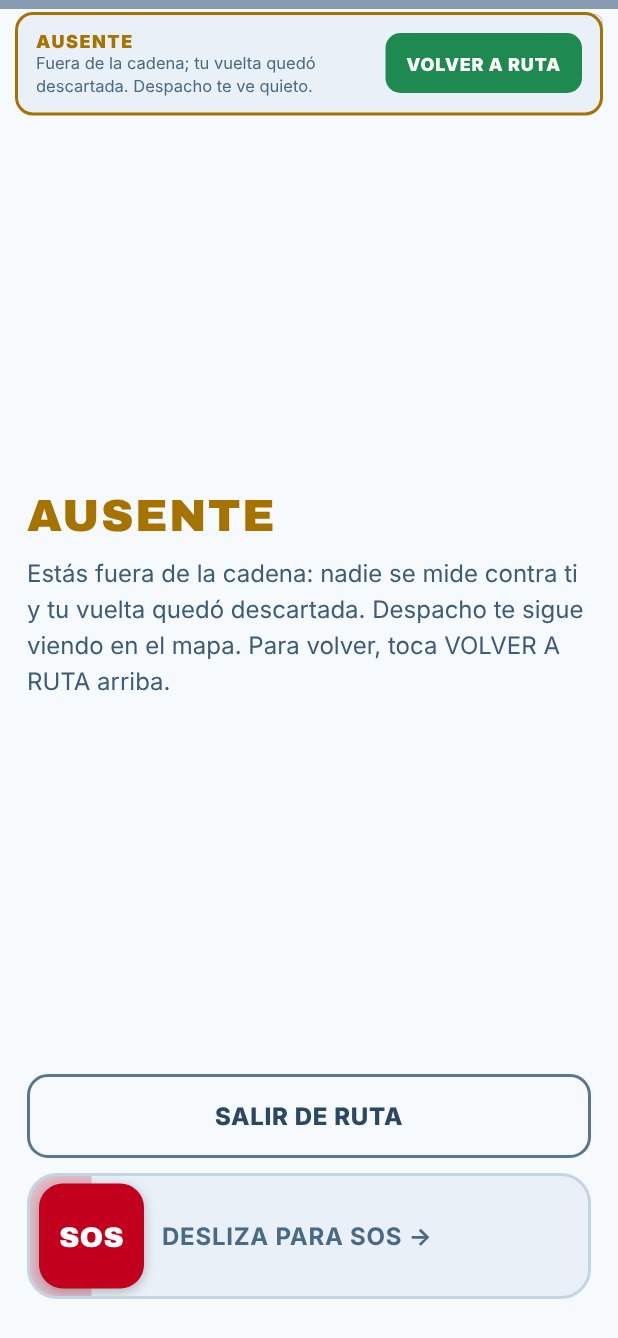 AUSENTE
Fuera de la cadena; tu vuelta quedó
descartada. Despacho te ve quieto.
VOLVER A RUTA
AUSENTE
Estás fuera de la cadena: nadie se mide contra ti
y tu vuelta quedó descartada. Despacho te sigue
viendo en el mapa. Para volver, toca VOLVER A
RUTA arriba.
SALIR DE RUTA
SOS
DESLIZA PARA SOS →